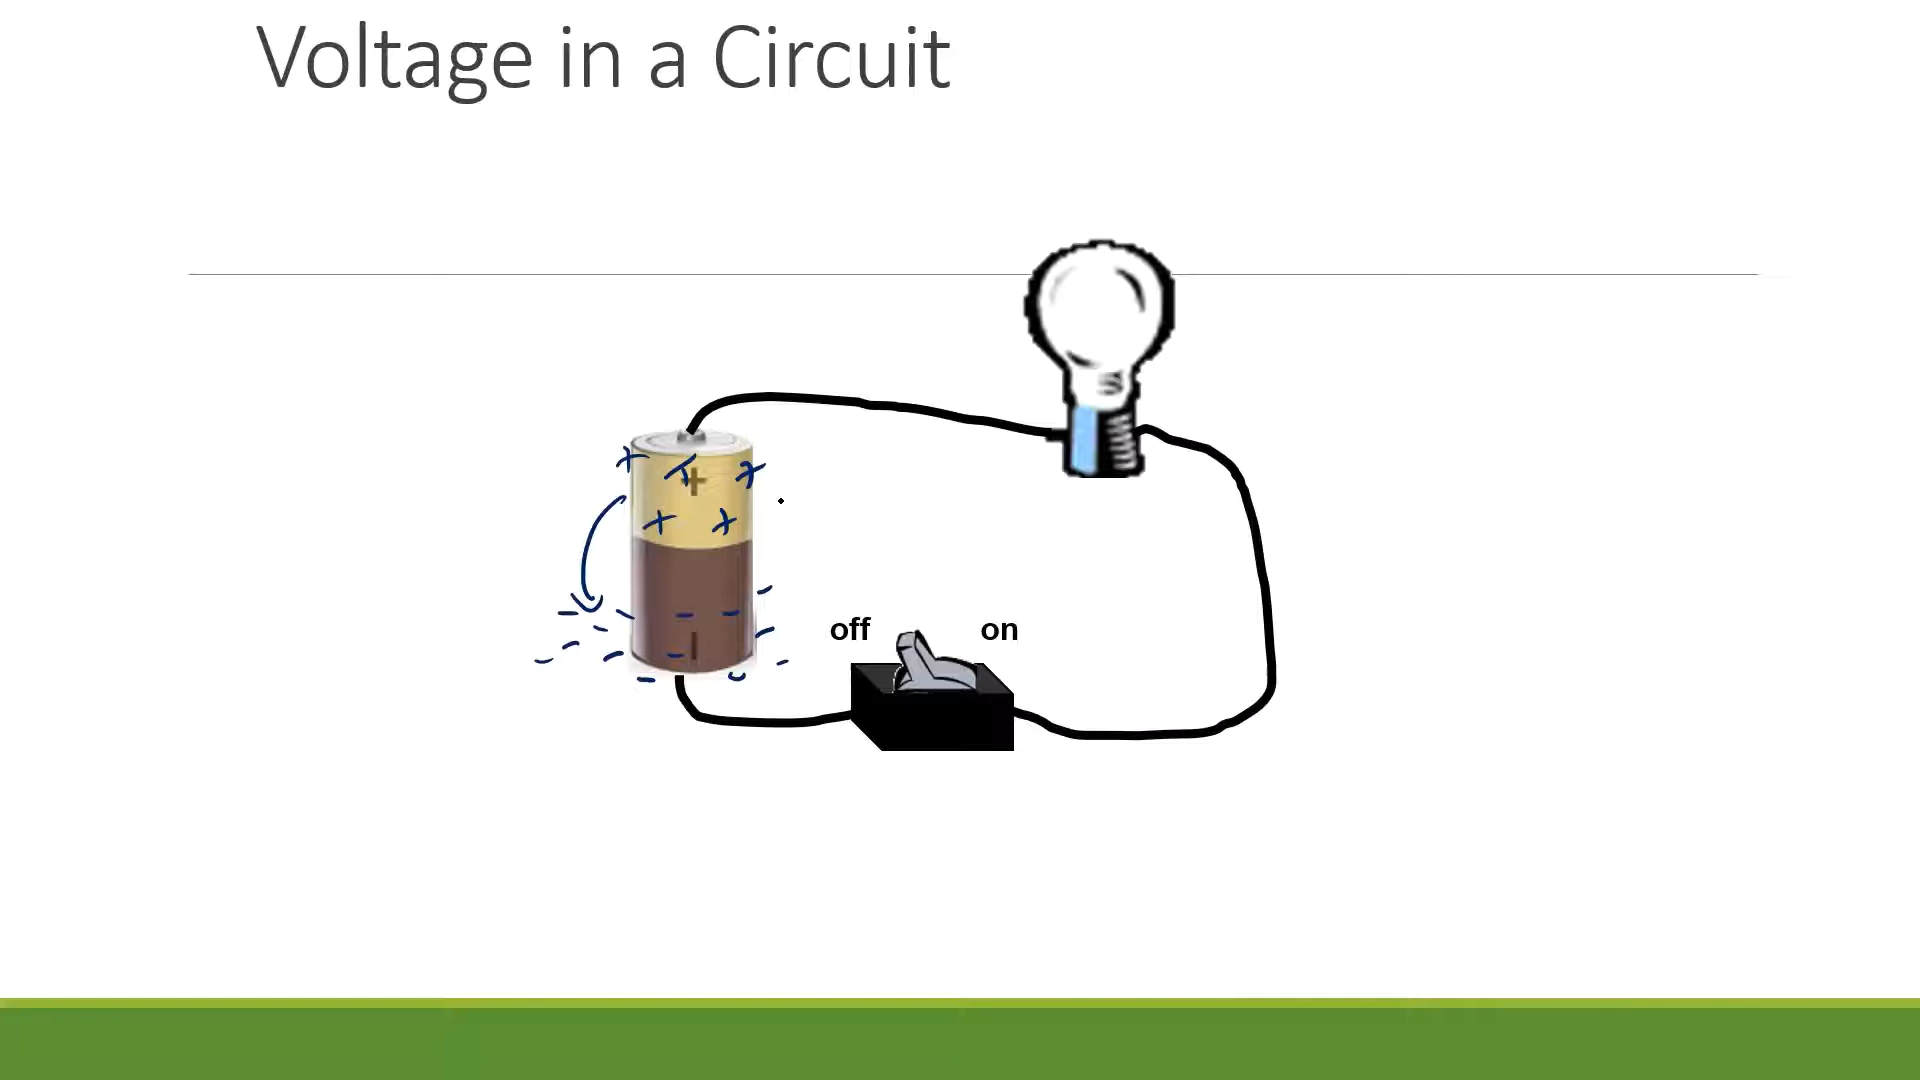 Voltage in a Circuit
+ + + +
+ +
off on
- - - - -
- - - - - -
- - -